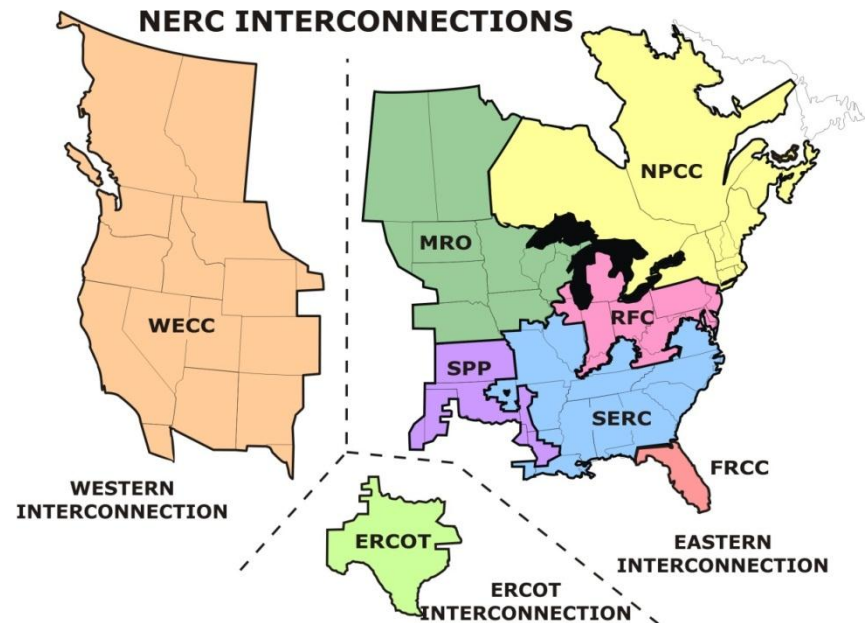 NERC INTERCONNECTIONS
NPCC
MRO
RFC
WECC
SPP
SERC
FRCC
WESTERN
INTERCONNECTION
ERCOT
EASTERN
INTERCONNECTION
ERCOT
INTERCONNECTION